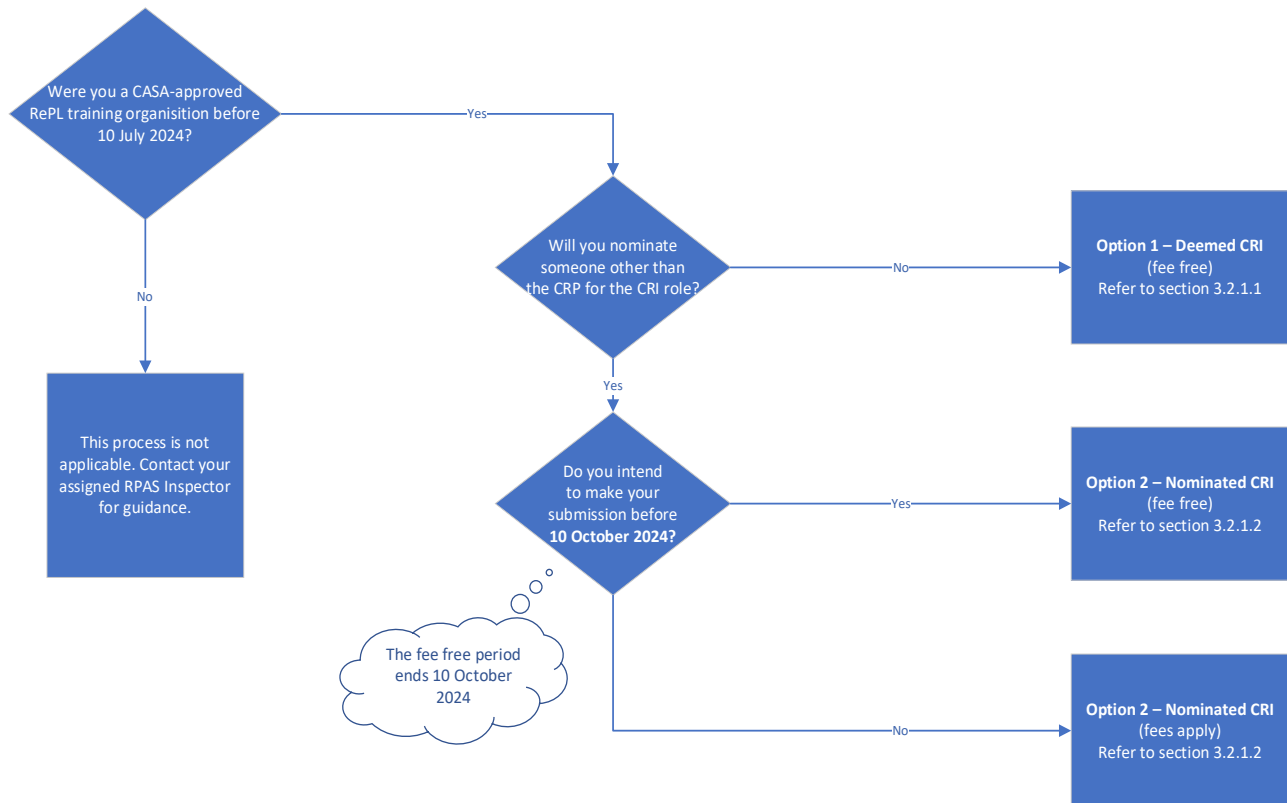 Were you a CASA-approved
RePL training organisition before
10 July 2024?
Yes
No
Will you nominate
someone other than
the CRP for the CRI role?
No
Option 1 – Deemed CRI
(fee free)
Refer to section 3.2.1.1
Yes
This process is not
applicable. Contact your
assigned RPAS Inspector
for guidance.
Do you intend
to make your
submission before
10 October 2024?
Yes
Option 2 – Nominated CRI
(fee free)
Refer to section 3.2.1.2
The fee free period
ends 10 October
2024
No
Option 2 – Nominated CRI
(fees apply)
Refer to section 3.2.1.2